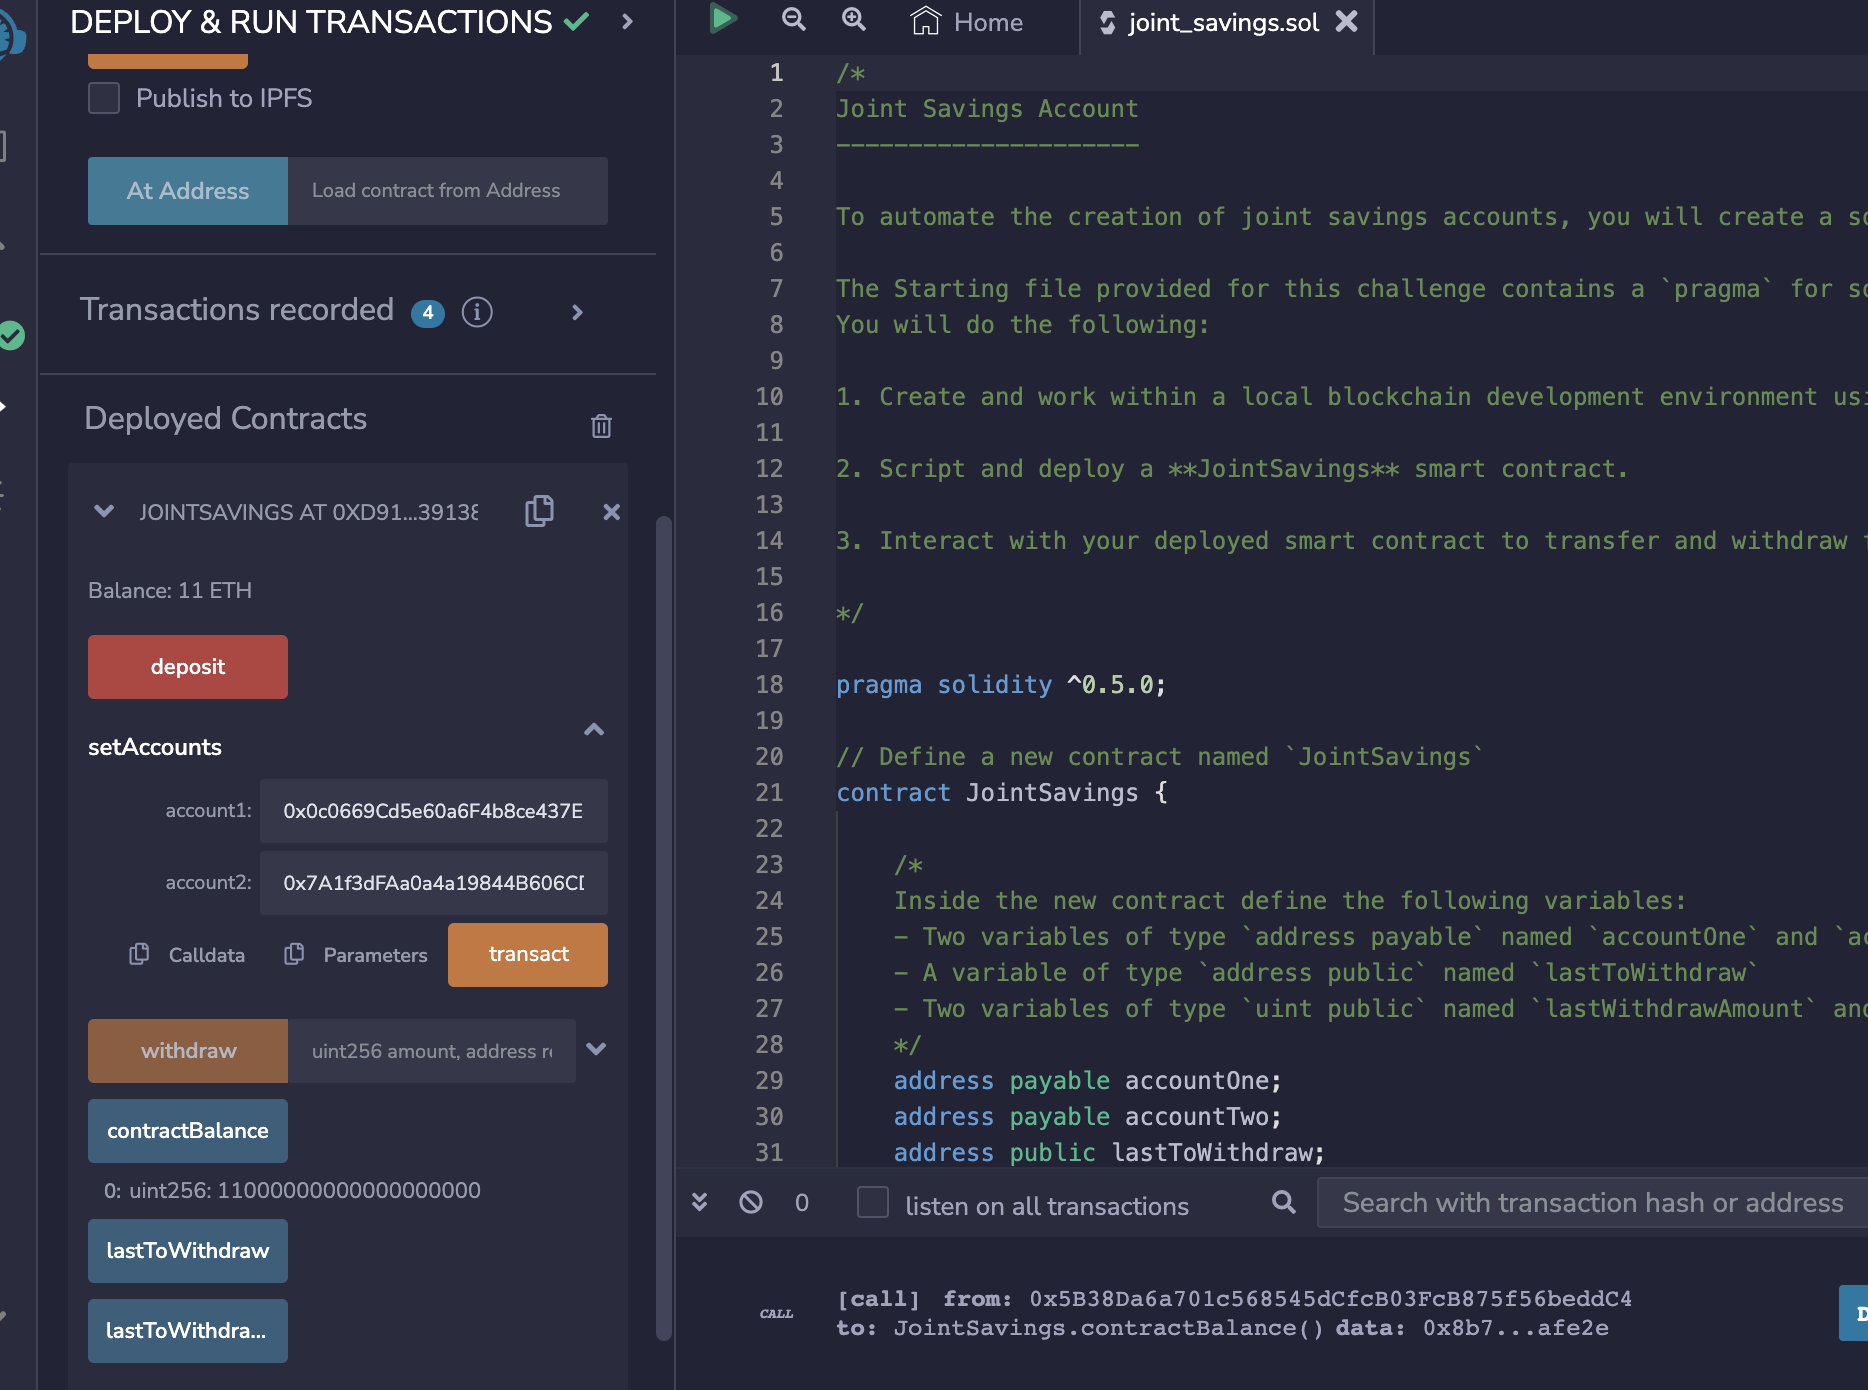 DEPLOY & RUN TRANSACTIONS
Publish to IPFS
At Address
Load contract from Address
Transactions recorded 4 i
Deployed Contracts
JOINTSAVINGS AT 0XD91...39138
Balance: 11 ETH
deposit
setAccounts
account1: 0x0c0669Cd5e60a6F4b8ce437E
account2: 0x7A1f3dFAa0a4a19844B606CD
Calldata Parameters transact
withdraw uint256 amount, address re
contractBalance
0: uint256: 11000000000000000000
lastToWithdraw
lastToWithdra...
Home joint_savings.sol
1 /*
2 Joint Savings Account
3 ---------------------
4
5 To automate the creation of joint savings accounts, you will create a so
6
7 The Starting file provided for this challenge contains a `pragma` for so
8 You will do the following:
9
10 1. Create and work within a local blockchain development environment usi
11
12 2. Script and deploy a **JointSavings** smart contract.
13
14 3. Interact with your deployed smart contract to transfer and withdraw
15
16 */
17
18 pragma solidity ^0.5.0;
19
20 // Define a new contract named `JointSavings`
21 contract JointSavings {
22
23 /*
24 Inside the new contract define the following variables:
25 - Two variables of type `address payable` named `accountOne` and `ac
26 - A variable of type `address public` named `lastToWithdraw`
27 - Two variables of type `uint public` named `lastWithdrawAmount` and
28 */
29 address payable accountOne;
30 address payable accountTwo;
31 address public lastToWithdraw;
0 listen on all transactions Search with transaction hash or address
CALL [call] from: 0x5B38Da6a701c568545dCfcB03FcB875f56beddC4
to: JointSavings.contractBalance() data: 0x8b7...afe2e